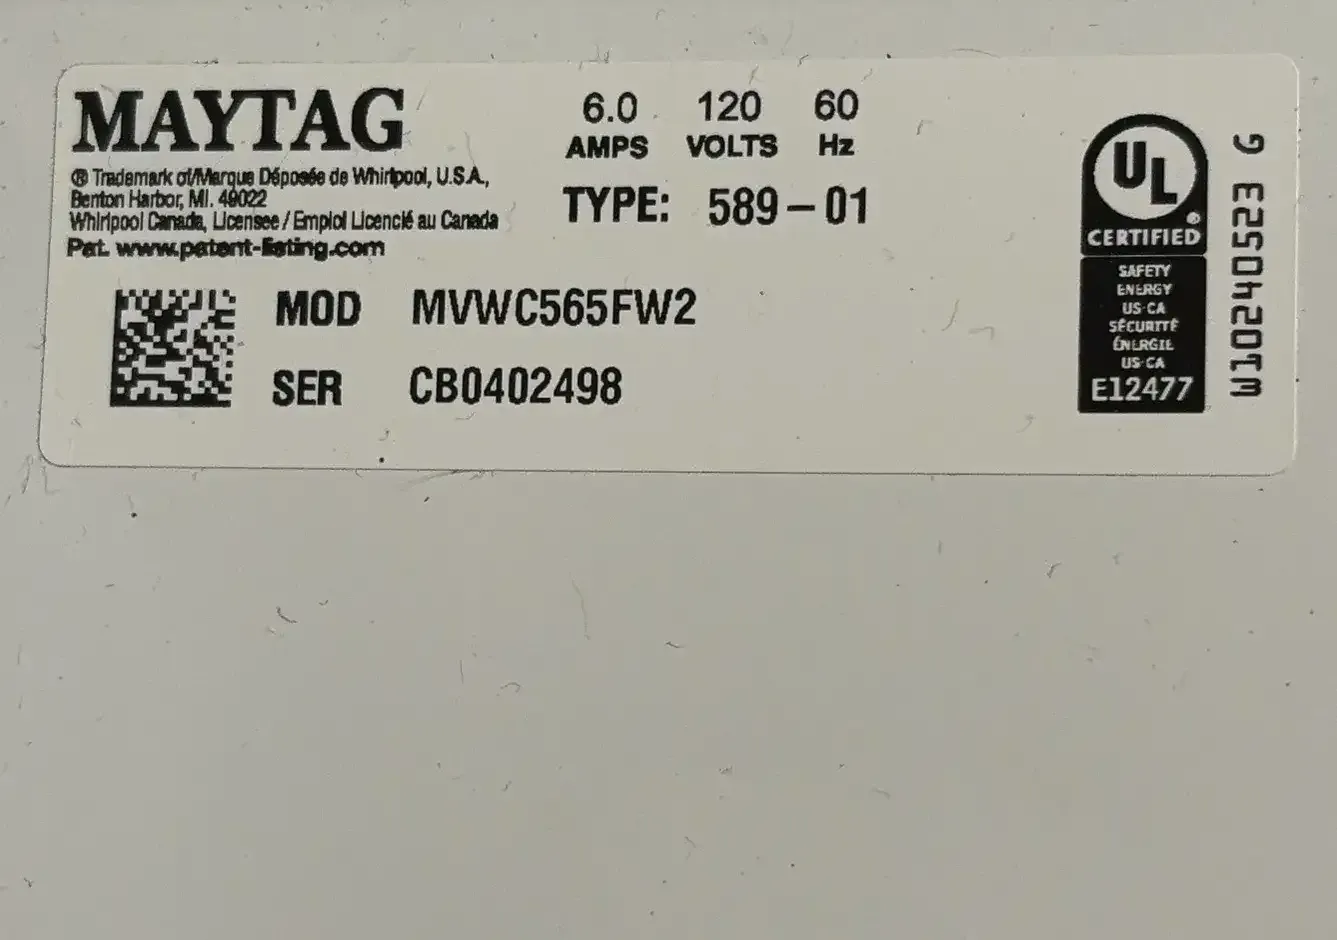 MAYTAG
® Trademark of/Marque Déposée de Whirlpool, U.S.A.,
Benton Harbor, MI. 49022
Whirlpool Canada, Licensee / Emploi Licencié au Canada
Pat. www.patent-listing.com
6.0 120 60
AMPS VOLTS Hz
TYPE: 589-01
MOD MVWC565FW2
SER CB0402498
UL
®
CERTIFIED
SAFETY
ENERGY
US-CA
SÉCURITÉ
ÉNERGIE
US-CA
E12477
W10420523 G